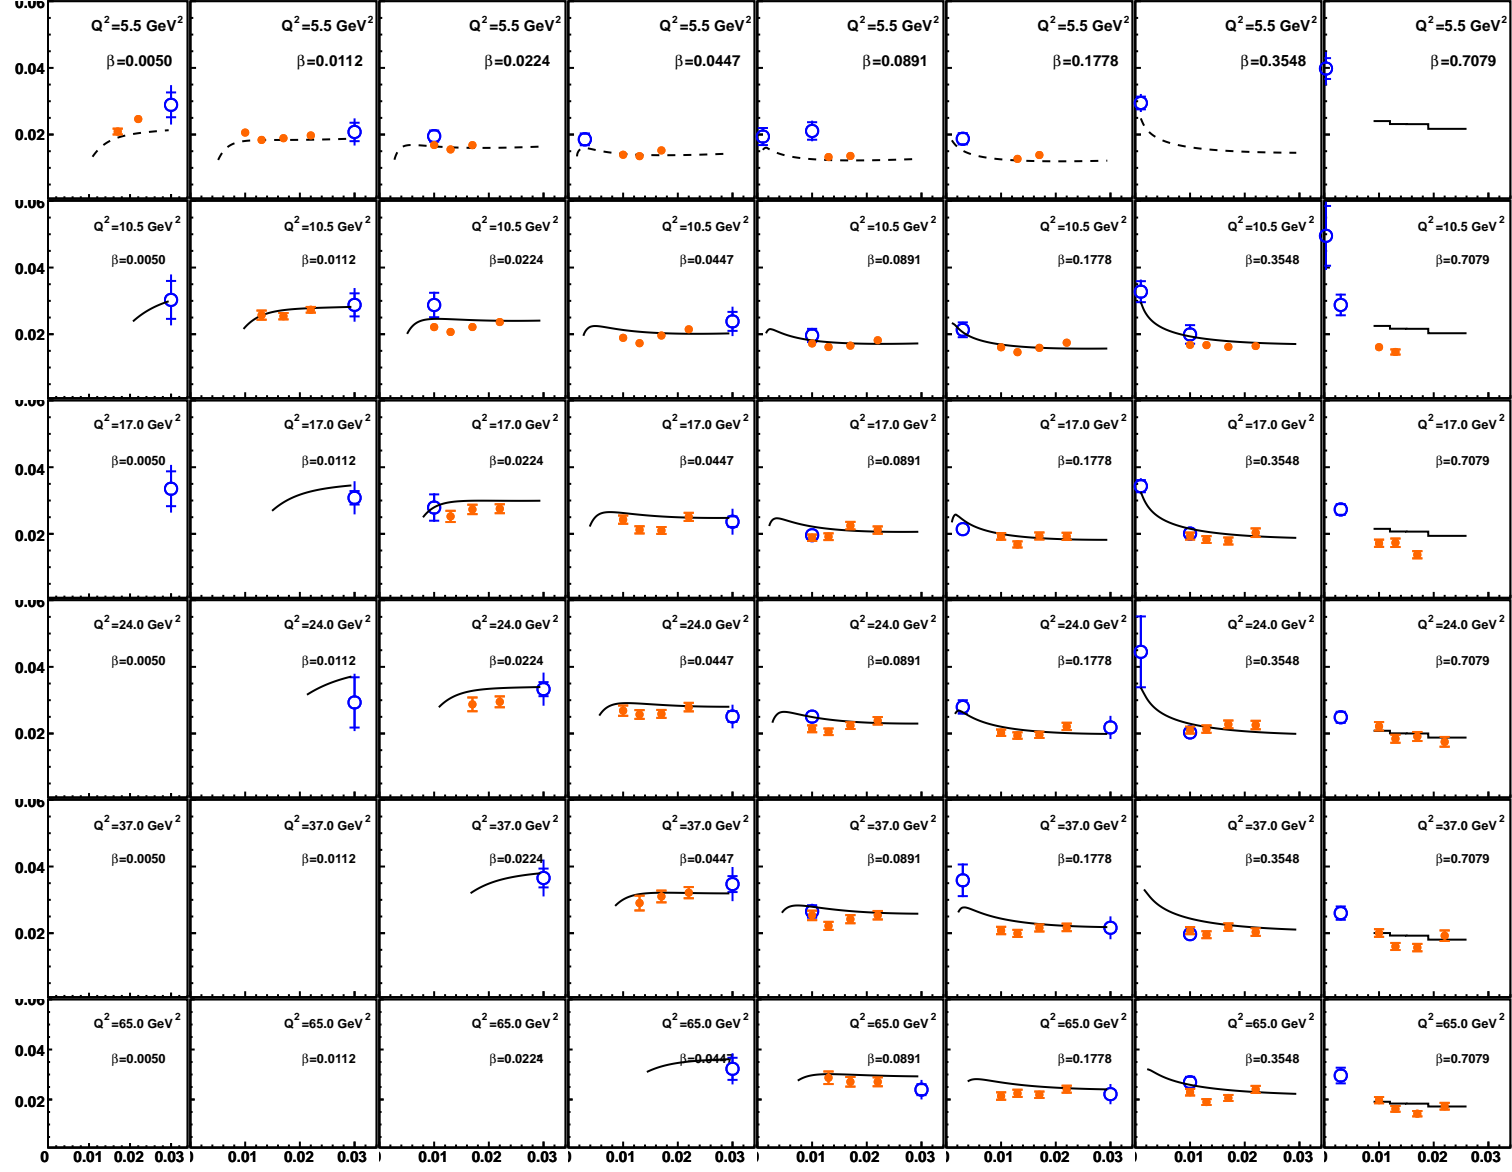 0.06
Q²=5.5 GeV² Q²=5.5 GeV² Q²=5.5 GeV² Q²=5.5 GeV² Q²=5.5 GeV² Q²=5.5 GeV² Q²=5.5 GeV² Q²=5.5 GeV²
0.04 β=0.0050 β=0.0112 β=0.0224 β=0.0447 β=0.0891 β=0.1778 β=0.3548 β=0.7079
0.02
0.06
Q²=10.5 GeV² Q²=10.5 GeV² Q²=10.5 GeV² Q²=10.5 GeV² Q²=10.5 GeV² Q²=10.5 GeV² Q²=10.5 GeV² Q²=10.5 GeV²
0.04 β=0.0050 β=0.0112 β=0.0224 β=0.0447 β=0.0891 β=0.1778 β=0.3548 β=0.7079
0.02
0.06
Q²=17.0 GeV² Q²=17.0 GeV² Q²=17.0 GeV² Q²=17.0 GeV² Q²=17.0 GeV² Q²=17.0 GeV² Q²=17.0 GeV² Q²=17.0 GeV²
0.04 β=0.0050 β=0.0112 β=0.0224 β=0.0447 β=0.0891 β=0.1778 β=0.3548 β=0.7079
0.02
0.06
Q²=24.0 GeV² Q²=24.0 GeV² Q²=24.0 GeV² Q²=24.0 GeV² Q²=24.0 GeV² Q²=24.0 GeV² Q²=24.0 GeV² Q²=24.0 GeV²
0.04 β=0.0050 β=0.0112 β=0.0224 β=0.0447 β=0.0891 β=0.1778 β=0.3548 β=0.7079
0.02
0.06
Q²=37.0 GeV² Q²=37.0 GeV² Q²=37.0 GeV² Q²=37.0 GeV² Q²=37.0 GeV² Q²=37.0 GeV² Q²=37.0 GeV² Q²=37.0 GeV²
0.04 β=0.0050 β=0.0112 β=0.0224 β=0.0447 β=0.0891 β=0.1778 β=0.3548 β=0.7079
0.02
0.06
Q²=65.0 GeV² Q²=65.0 GeV² Q²=65.0 GeV² Q²=65.0 GeV² Q²=65.0 GeV² Q²=65.0 GeV² Q²=65.0 GeV² Q²=65.0 GeV²
0.04 β=0.0050 β=0.0112 β=0.0224 β=0.0447 β=0.0891 β=0.1778 β=0.3548 β=0.7079
0.02
0 0.01 0.02 0.03 0.01 0.02 0.03 0.01 0.02 0.03 0.01 0.02 0.03 0.01 0.02 0.03 0.01 0.02 0.03 0.01 0.02 0.03 0.01 0.02 0.03